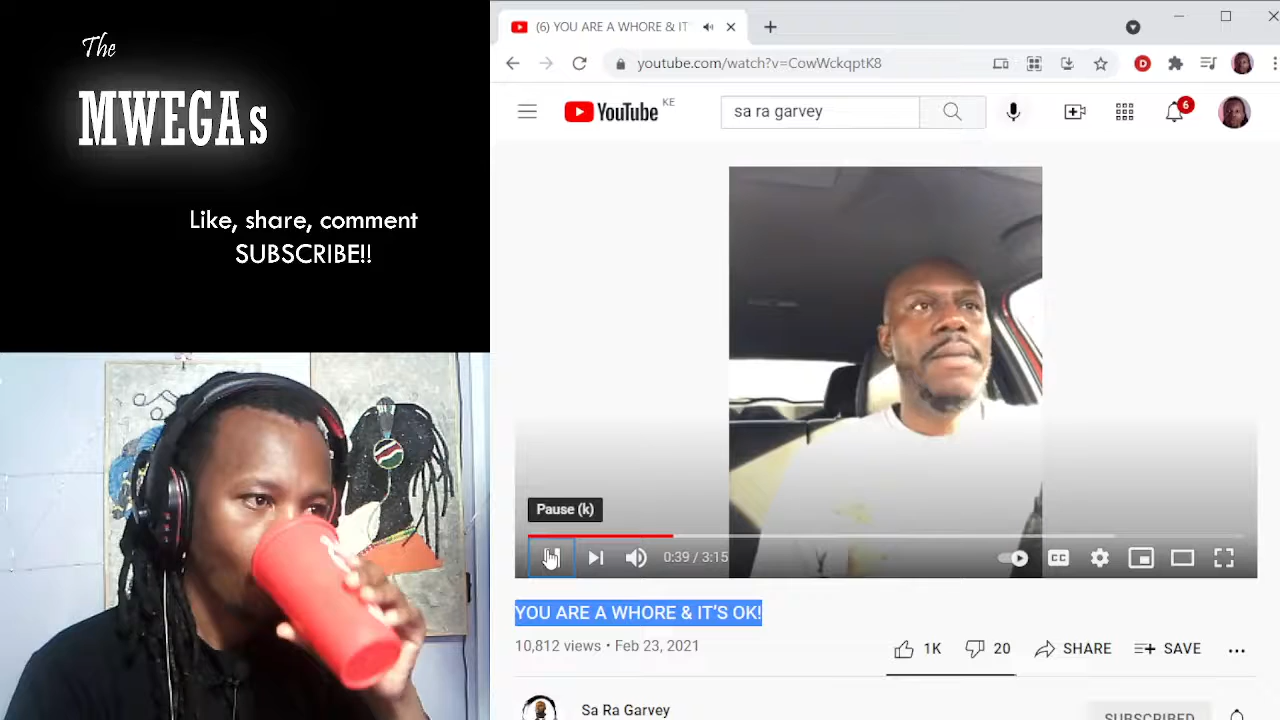 The
MWEGAs
Like, share, comment
SUBSCRIBE!!
(6) YOU ARE A WHORE & IT'
youtube.com/watch?v=CowWckqptK8
YouTube KE
sa ra garvey
6
Pause (k)
0:39 / 3:15
CC
YOU ARE A WHORE & IT'S OK!
10,812 views • Feb 23, 2021
1K
20
SHARE
SAVE
Sa Ra Garvey
SUBSCRIBED